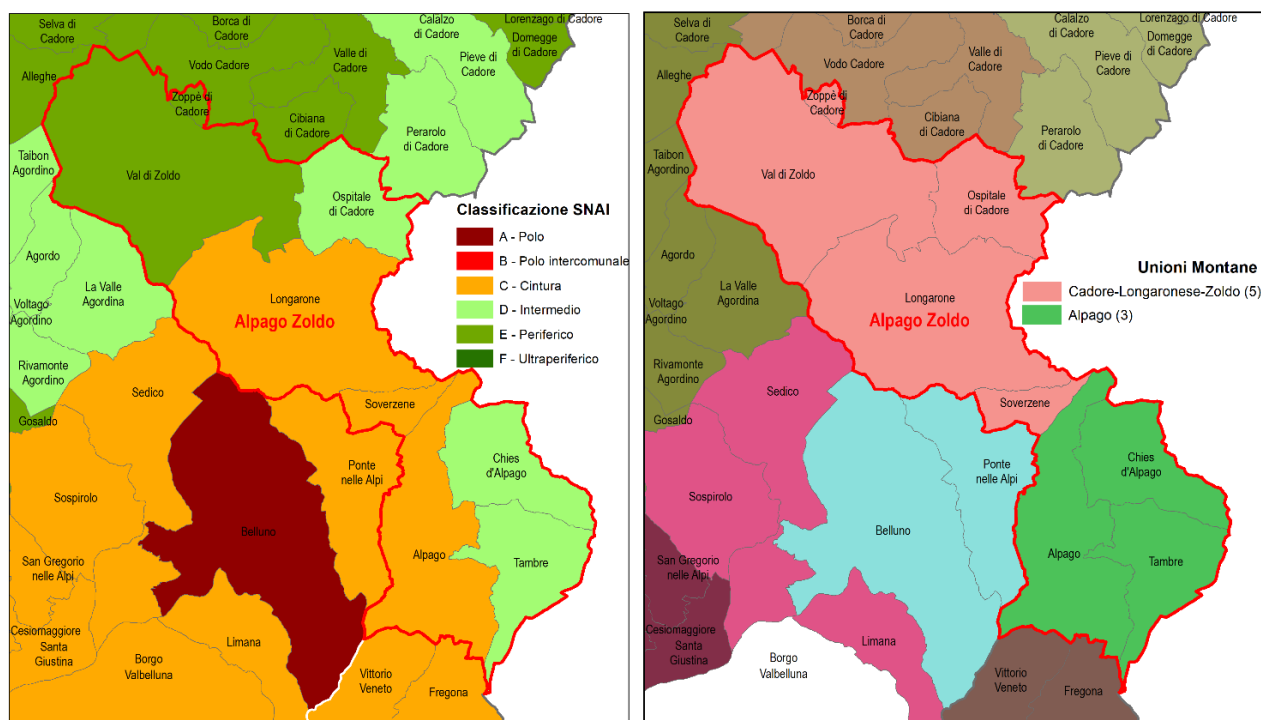 Selva di
Cadore
Borca di
Cadore
Calalzo
di Cadore
Lorenzago di Cadore
Domegge
di Cadore
Alleghe
Vodo Cadore
Valle di
Cadore
Pieve di
Cadore
Zoppè di
Cadore
Cibiana
di Cadore
Perarolo
di Cadore
Taibon
Agordino
Val di Zoldo
Ospitale
di Cadore
Agordo
La Valle
Agordina
Voltago
Agordino
Longarone
Alpago Zoldo
Rivamonte
Agordino
Sedico
Soverzene
Gosaldo
Ponte
nelle Alpi
Chies
d'Alpago
Sospirolo
Belluno
Alpago
Tambre
San Gregorio
nelle Alpi
Cesiomaggiore
Santa
Giustina
Limana
Borgo
Valbelluna
Vittorio
Veneto
Fregona
Classificazione SNAI
A - Polo
B - Polo intercomunale
C - Cintura
D - Intermedio
E - Periferico
F - Ultraperiferico
Selva di
Cadore
Borca di
Cadore
Calalzo
di Cadore
Lorenzago di Cadore
Domegge
di Cadore
Alleghe
Vodo Cadore
Valle di
Cadore
Pieve di
Cadore
Zoppè di
Cadore
Cibiana
di Cadore
Perarolo
di Cadore
Taibon
Agordino
Val di Zoldo
Ospitale
di Cadore
Agordo
La Valle
Agordina
Voltago
Agordino
Longarone
Alpago Zoldo
Rivamonte
Agordino
Sedico
Soverzene
Gosaldo
Ponte
nelle Alpi
Chies
d'Alpago
Sospirolo
Belluno
Alpago
Tambre
San Gregorio
nelle Alpi
Cesiomaggiore
Santa
Giustina
Limana
Borgo
Valbelluna
Vittorio
Veneto
Fregona
Unioni Montane
Cadore-Longaronese-Zoldo (5)
Alpago (3)